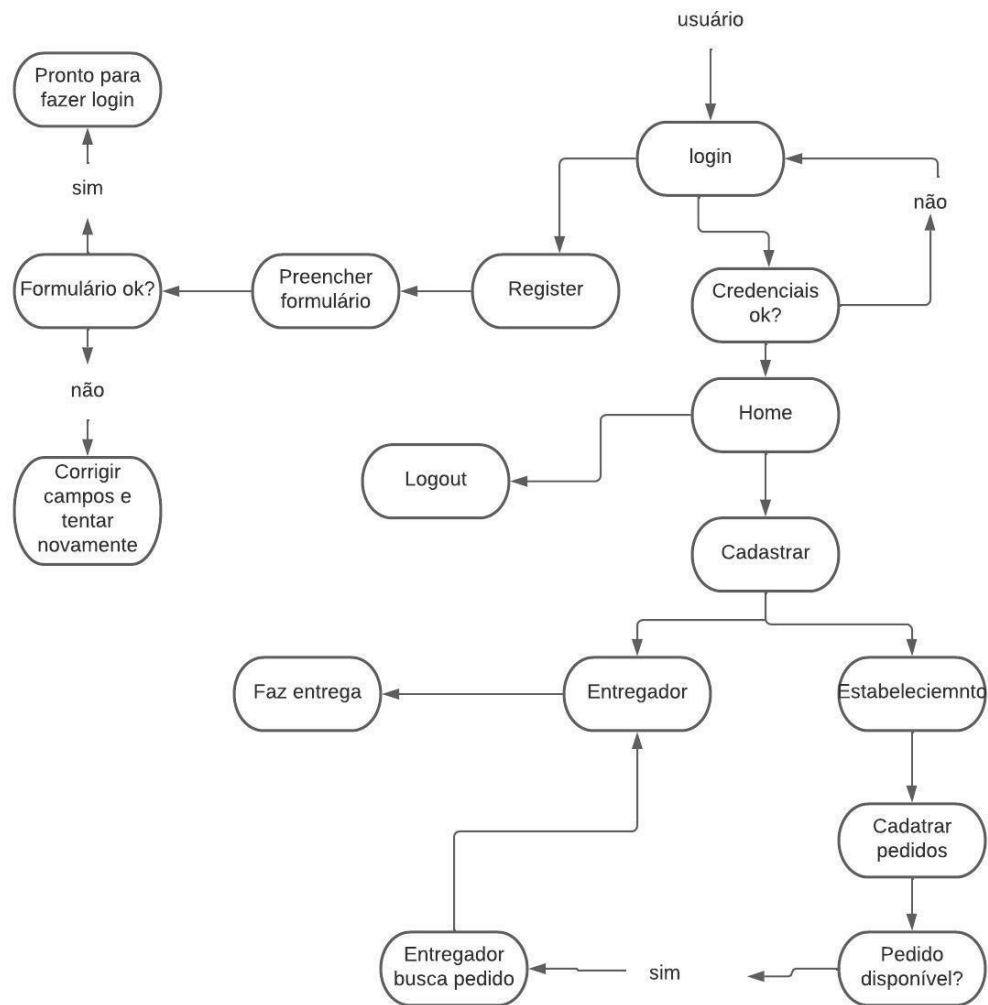 usuário
Pronto para
fazer login
login
sim
não
Formulário ok?
Preencher
formulário
Register
Credenciais
ok?
não
Home
Corrigir
campos e
tentar
novamente
Logout
Cadastrar
Faz entrega
Entregador
Estabeleciemnto
Cadatrar
pedidos
Entregador
busca pedido
sim
Pedido
disponível?